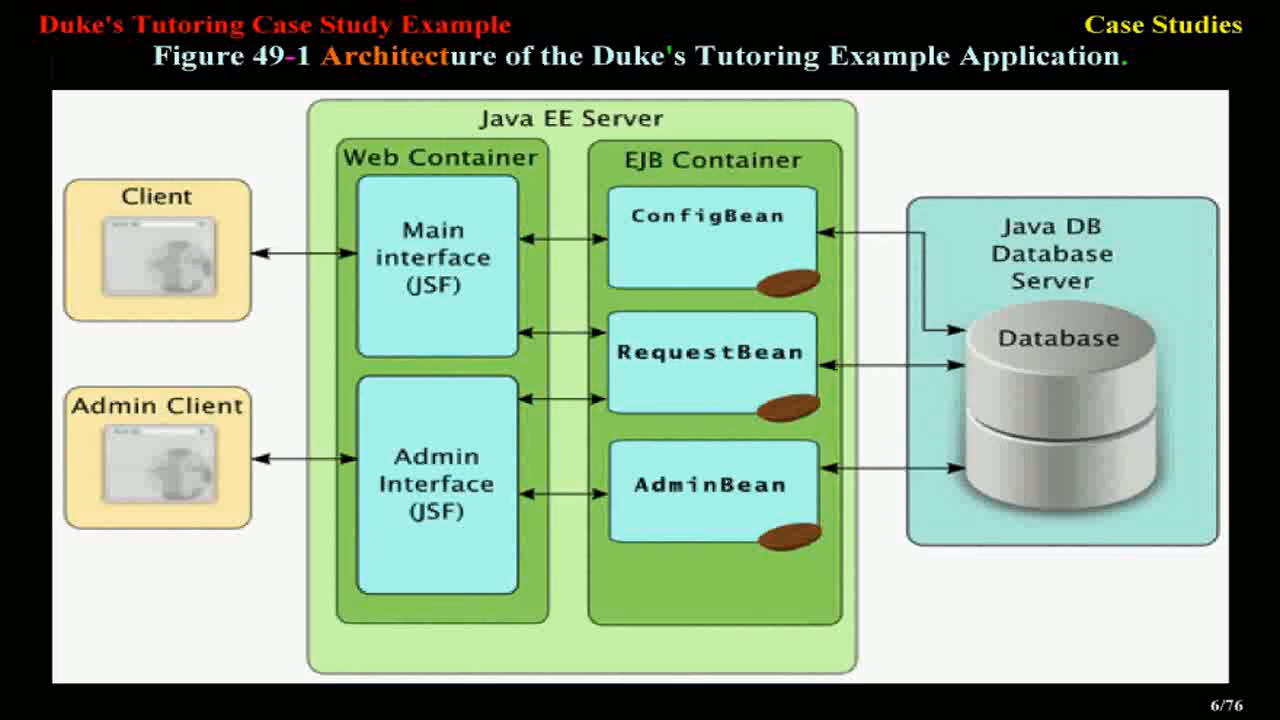 Duke's Tutoring Case Study Example
Case Studies
Figure 49-1 Architecture of the Duke's Tutoring Example Application.
Java EE Server
Web Container
EJB Container
Client
Main
interface
(JSF)
ConfigBean
Java DB
Database
Server
Database
RequestBean
Admin Client
Admin
Interface
(JSF)
AdminBean
6/76